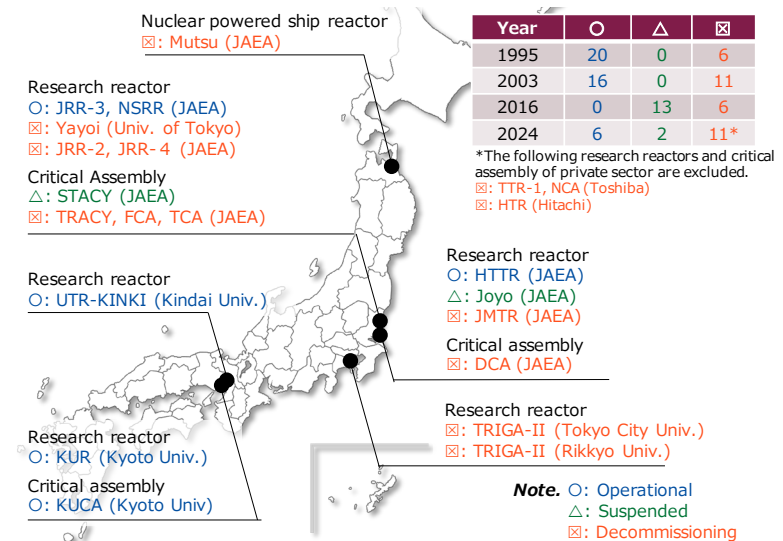 Nuclear powered ship reactor
☒: Mutsu (JAEA)
Year ○ △ ☒
1995 20 0 6
2003 16 0 11
2016 0 13 6
2024 6 2 11*
*The following research reactors and critical
assembly of private sector are excluded.
☒: TTR-1, NCA (Toshiba)
☒: HTR (Hitachi)
Research reactor
○: JRR-3, NSRR (JAEA)
☒: Yayoi (Univ. of Tokyo)
☒: JRR-2, JRR- 4 (JAEA)
Critical Assembly
△: STACY (JAEA)
☒: TRACY, FCA, TCA (JAEA)
Research reactor
○: UTR-KINKI (Kindai Univ.)
Research reactor
○: HTTR (JAEA)
△: Joyo (JAEA)
☒: JMTR (JAEA)
Critical assembly
☒: DCA (JAEA)
Research reactor
☒: TRIGA-II (Tokyo City Univ.)
☒: TRIGA-II (Rikkyo Univ.)
Research reactor
○: KUR (Kyoto Univ.)
Critical assembly
○: KUCA (Kyoto Univ)
Note. ○: Operational
△: Suspended
☒: Decommissioning